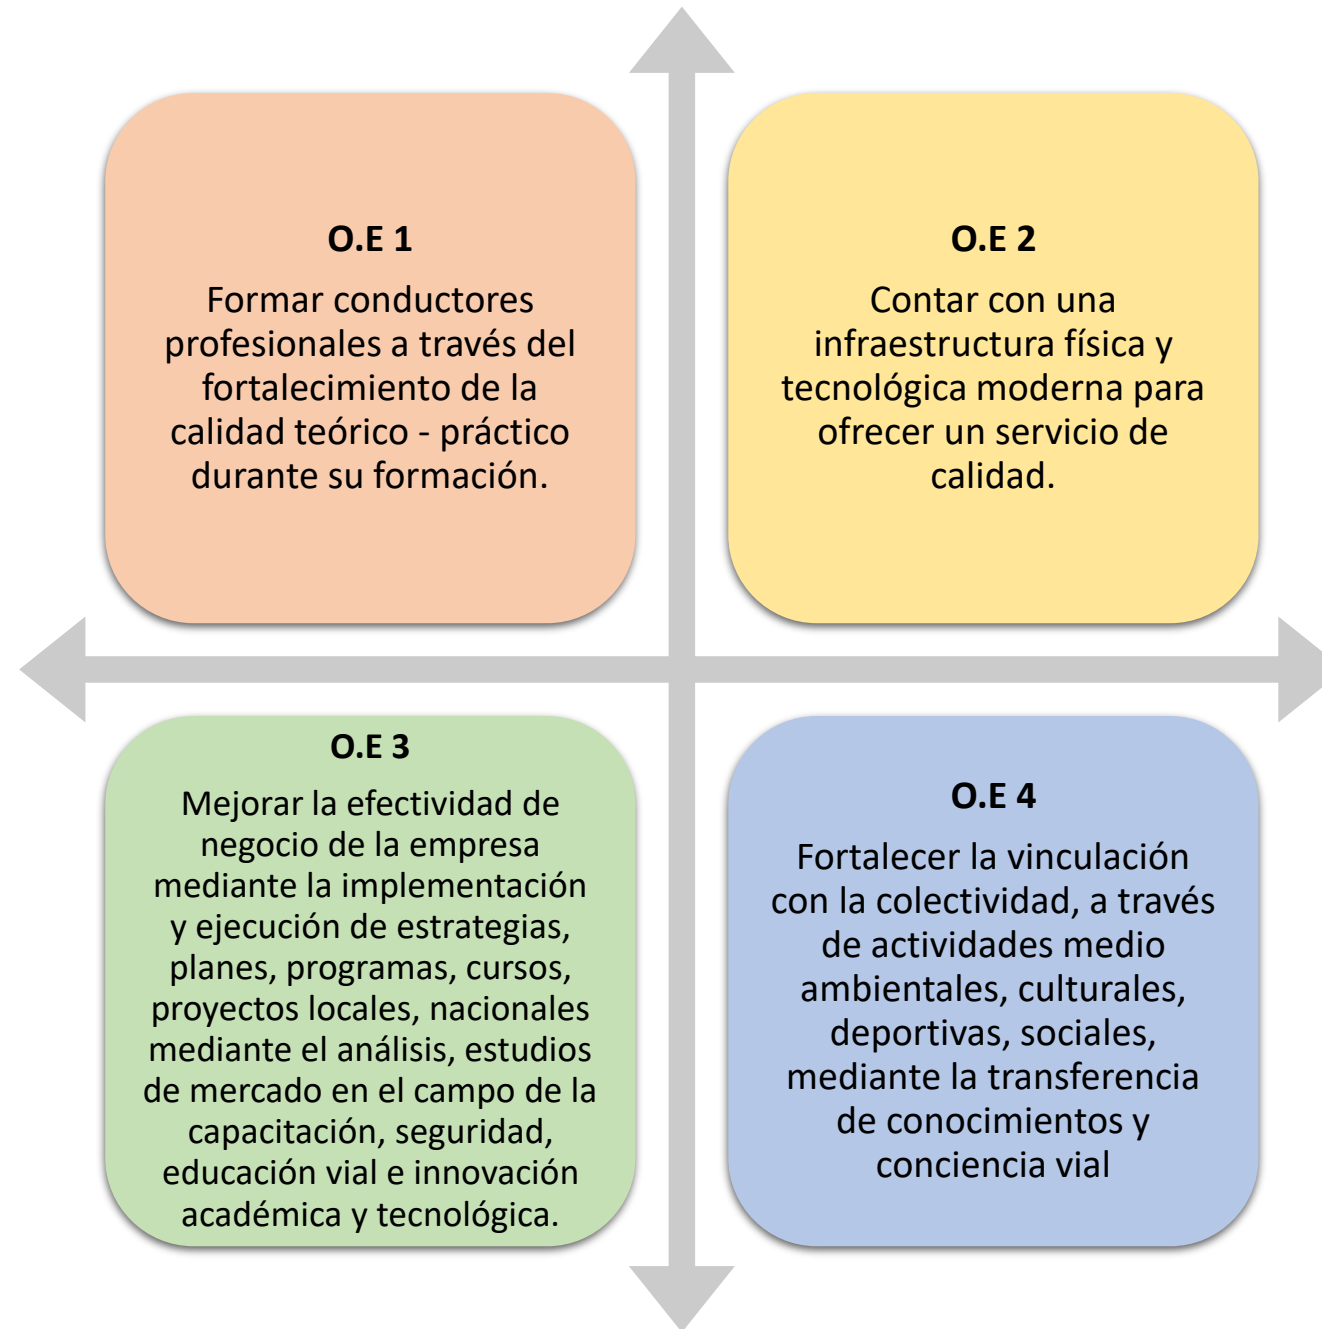 O.E 1
Formar conductores
profesionales a través del
fortalecimiento de la
calidad teórico - práctico
durante su formación.
O.E 2
Contar con una
infraestructura física y
tecnológica moderna para
ofrecer un servicio de
calidad.
O.E 3
Mejorar la efectividad de
negocio de la empresa
mediante la implementación
y ejecución de estrategias,
planes, programas, cursos,
proyectos locales, nacionales
mediante el análisis, estudios
de mercado en el campo de la
capacitación, seguridad,
educación vial e innovación
académica y tecnológica.
O.E 4
Fortalecer la vinculación
con la colectividad, a través
de actividades medio
ambientales, culturales,
deportivas, sociales,
mediante la transferencia
de conocimientos y
conciencia vial